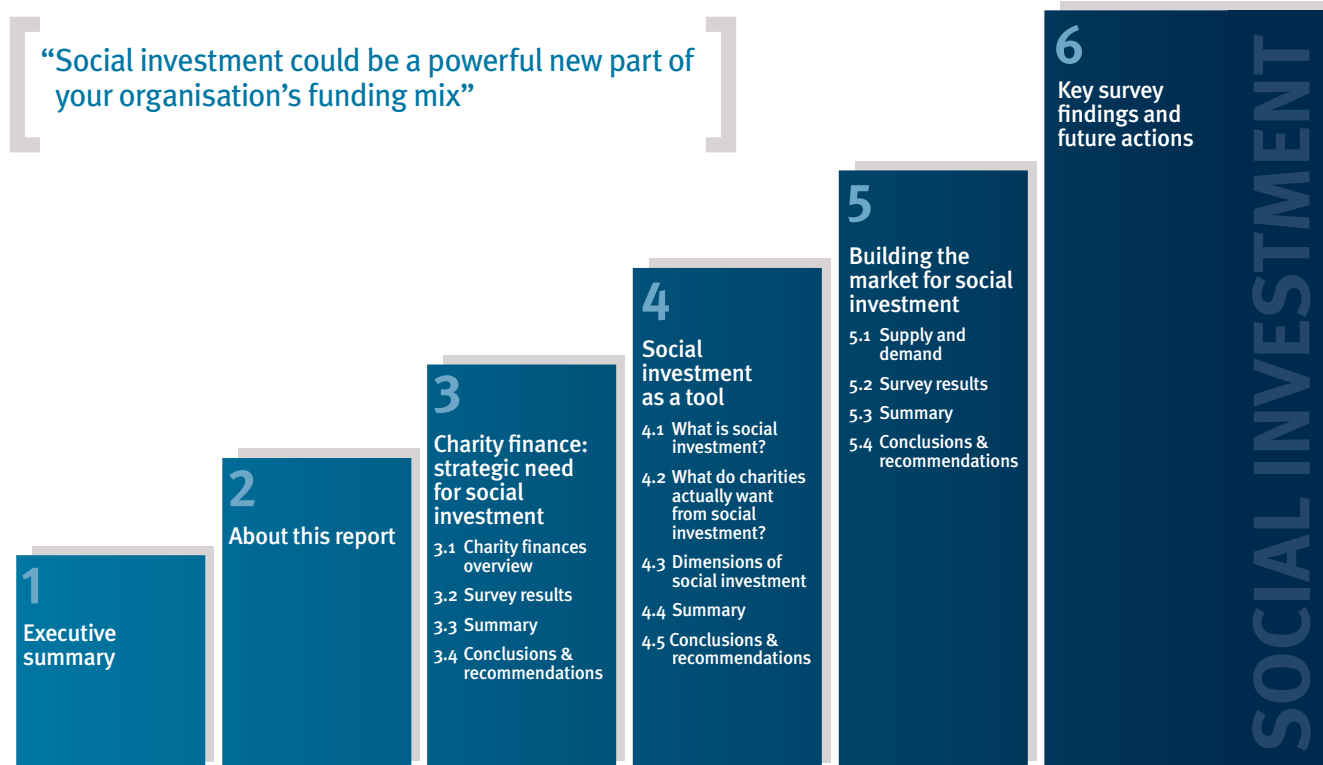 “Social investment could be a powerful new part of
your organisation’s funding mix”
1
Executive
summary
2
About this report
3
Charity finance:
strategic need
for social
investment
3.1 Charity finances
overview
3.2 Survey results
3.3 Summary
3.4 Conclusions &
recommendations
4
Social
investment
as a tool
4.1 What is social
investment?
4.2 What do charities
actually want
from social
investment?
4.3 Dimensions of
social investment
4.4 Summary
4.5 Conclusions &
recommendations
5
Building the
market for social
investment
5.1 Supply and
demand
5.2 Survey results
5.3 Summary
5.4 Conclusions &
recommendations
6
Key survey
findings and
future actions
SOCIAL INVESTMENT